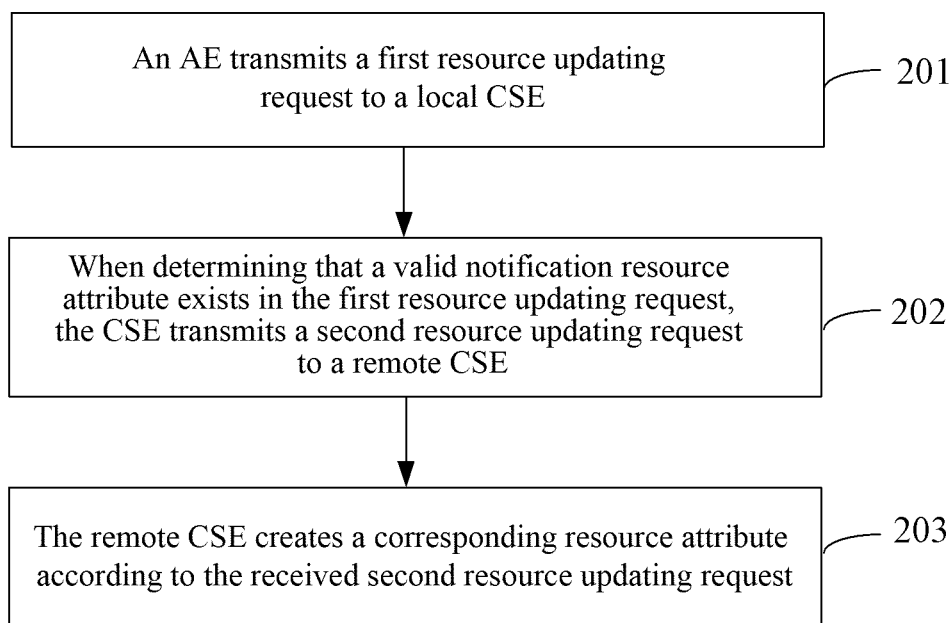 An AE transmits a first resource updating
request to a local CSE
201
When determining that a valid notification resource
attribute exists in the first resource updating request,
the CSE transmits a second resource updating request
to a remote CSE
202
The remote CSE creates a corresponding resource attribute
according to the received second resource updating request
203